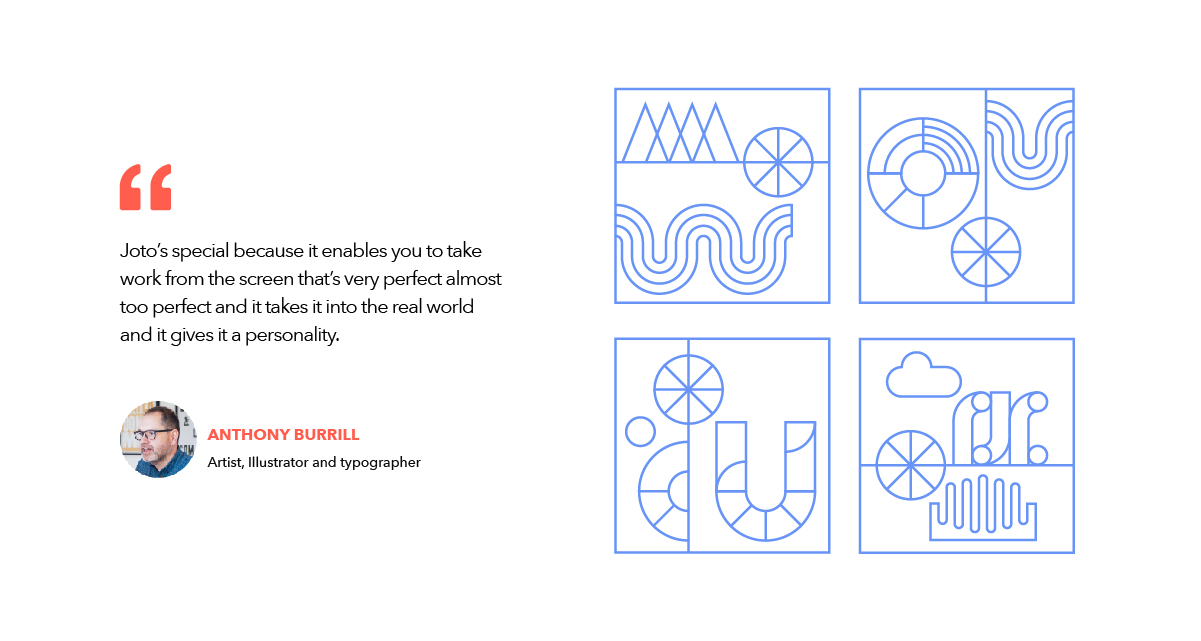 Joto’s special because it enables you to take
work from the screen that’s very perfect almost
too perfect and it takes it into the real world
and it gives it a personality.
ANTHONY BURRILL
Artist, Illustrator and typographer